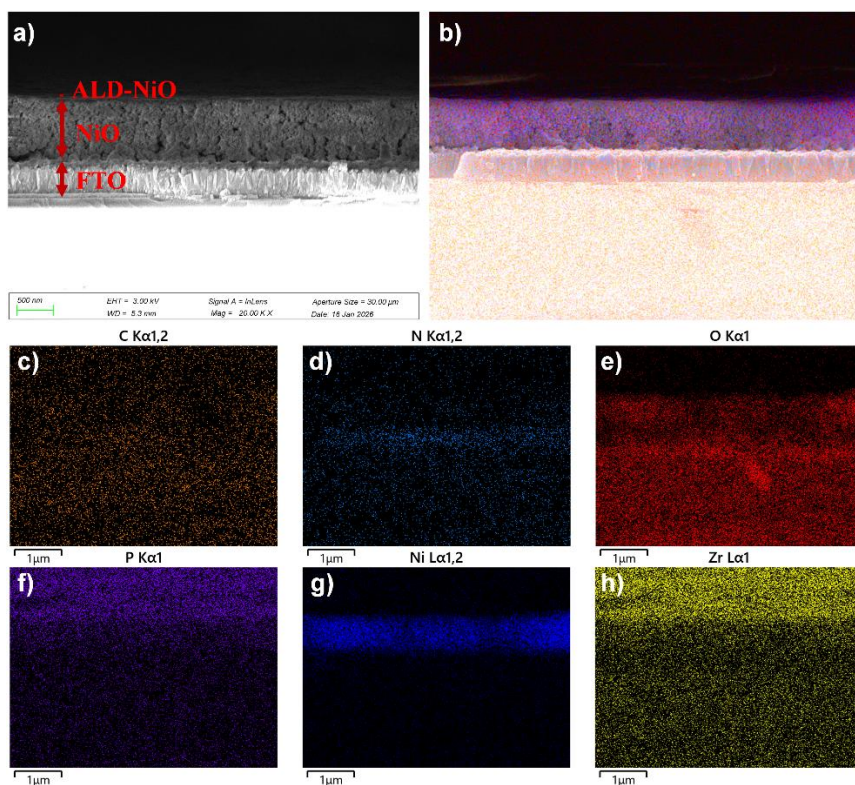 a)
b)
ALD-NiO
NiO
FTO
500 nm
EHT = 3.00 kV
Signal A = InLens
Aperture Size = 30.00 µm
WD = 5.3 mm
Mag = 20.00 K X
Date: 16 Jan 2026
C Kα1,2
N Kα1,2
O Kα1
c)
d)
e)
1µm
1µm
1µm
P Kα1
Ni Lα1,2
Zr Lα1
f)
g)
h)
1µm
1µm
1µm